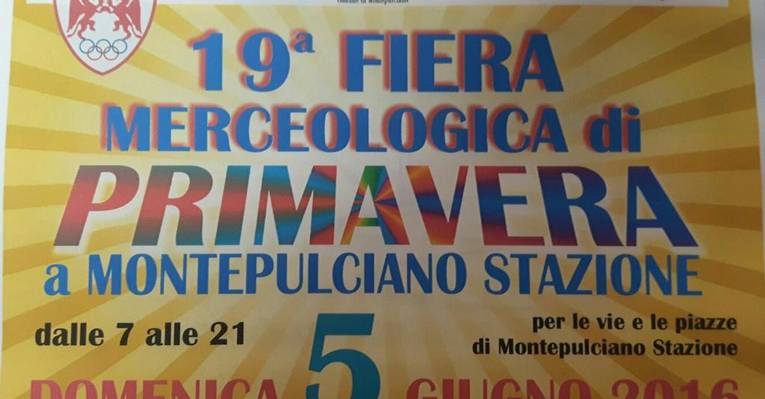 19ª FIERA
MERCEOLOGICA di
PRIMAVERA
a MONTEPULCIANO STAZIONE
dalle 7 alle 21
per le vie e le piazze
di Montepulciano Stazione
DOMENICA 5 GIUGNO 2016